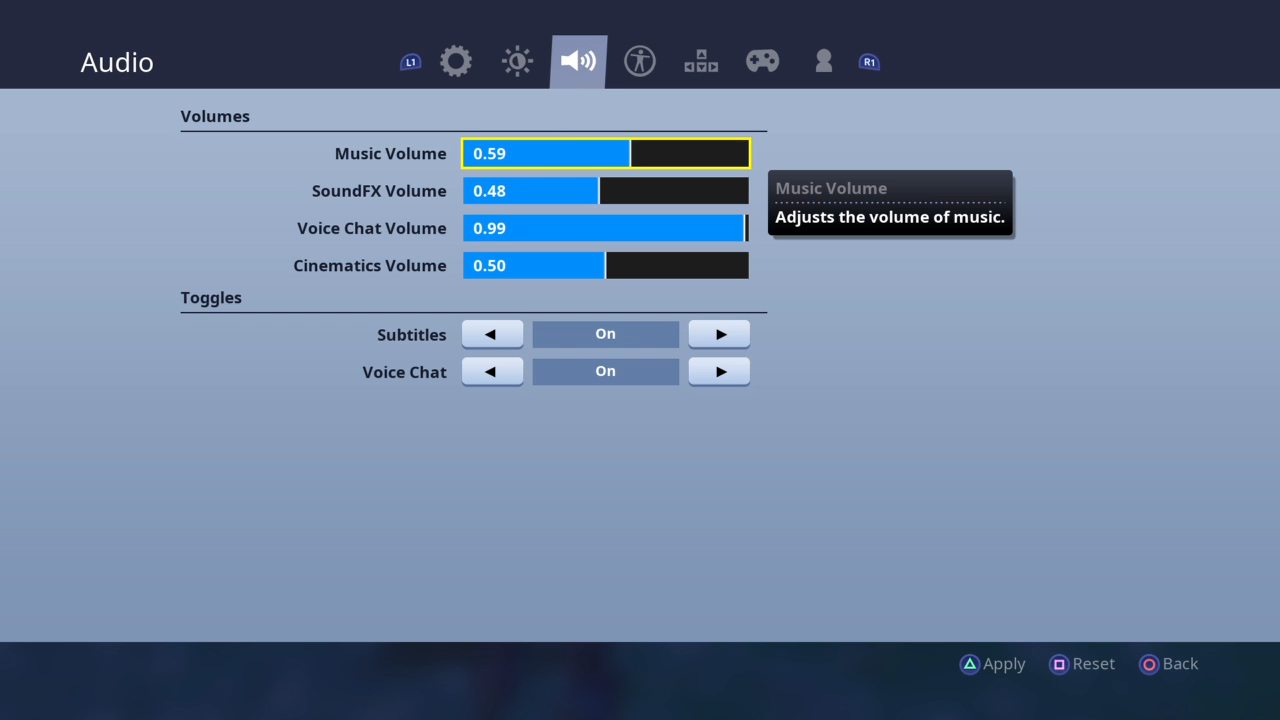 Audio
L1
R1
Volumes
Music Volume 0.59
SoundFX Volume 0.48
Voice Chat Volume 0.99
Cinematics Volume 0.50
Music Volume
Adjusts the volume of music.
Toggles
Subtitles On
Voice Chat On
Apply Reset Back